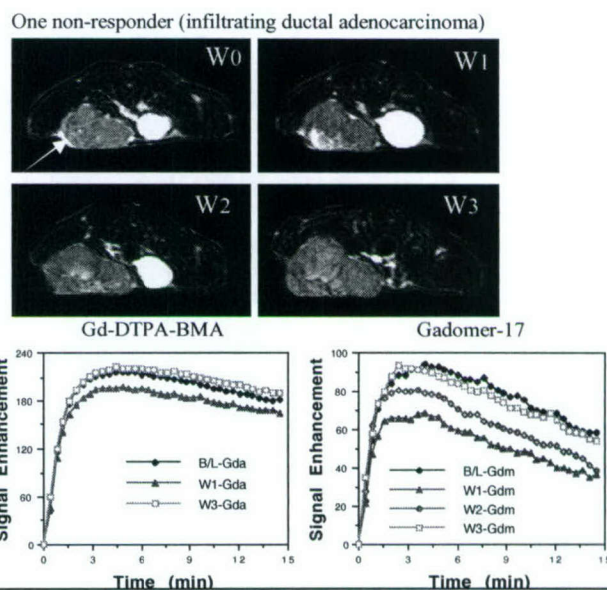 One non-responder (infiltrating ductal adenocarcinoma)
W0
W1
W2
W3
Gd-DTPA-BMA
Gadomer-17
Signal Enhancement
240
180
120
60
0
B/L-Gda
W1-Gda
W3-Gda
0 3 6 9 12 15
Time (min)
Signal Enhancement
100
80
60
40
20
0
B/L-Gdm
W1-Gdm
W2-Gdm
W3-Gdm
0 3 6 9 12 15
Time (min)